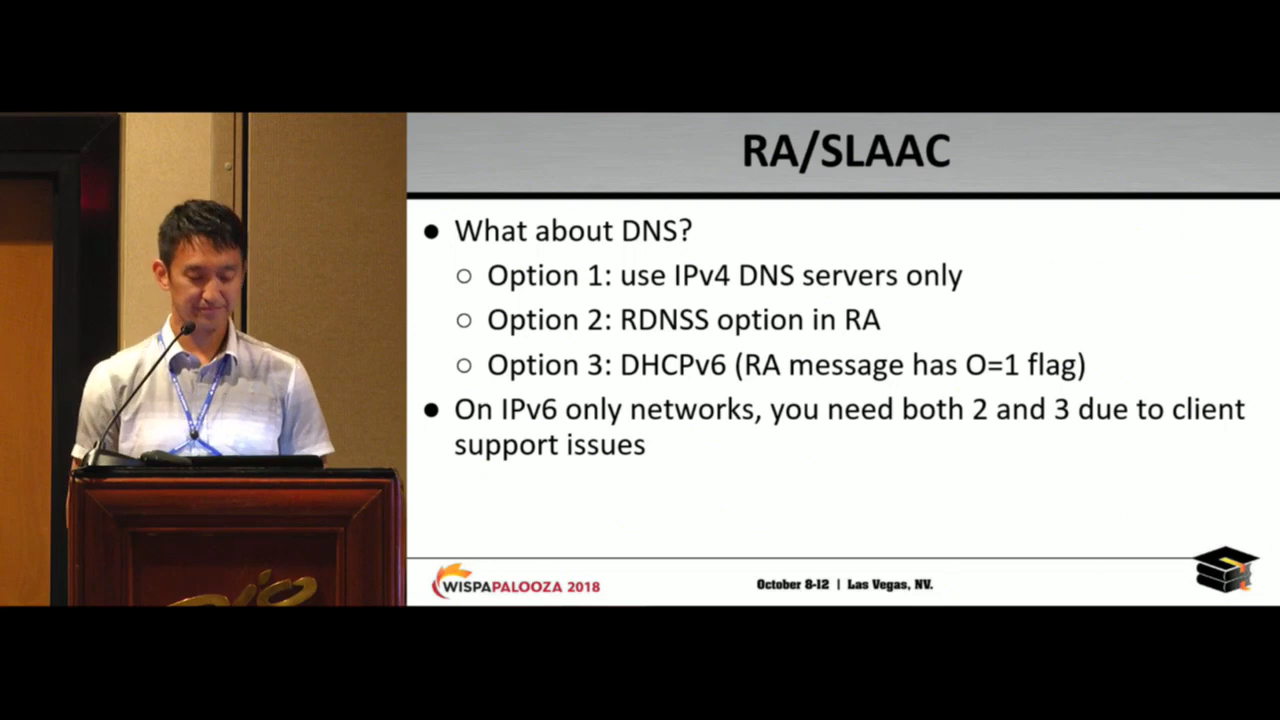 RA/SLAAC
● What about DNS?
○ Option 1: use IPv4 DNS servers only
○ Option 2: RDNSS option in RA
○ Option 3: DHCPv6 (RA message has O=1 flag)
● On IPv6 only networks, you need both 2 and 3 due to client
support issues
WISPAPALOOZA 2018
October 8-12 | Las Vegas, NV.